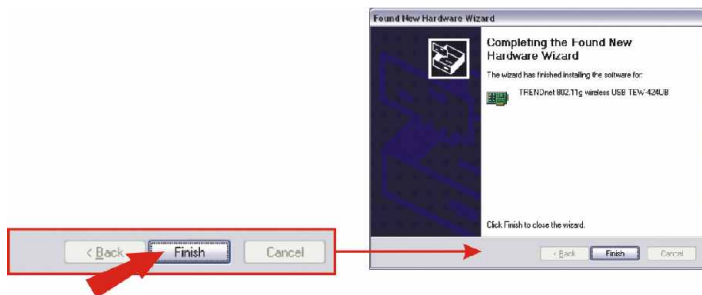 Found New Hardware Wizard
Completing the Found New
Hardware Wizard
The wizard has finished installing the software for:
TRENDnet 802.11g wireless USB TEW-424UB
Click Finish to close the wizard.
< Back Finish Cancel
< Back Finish Cancel